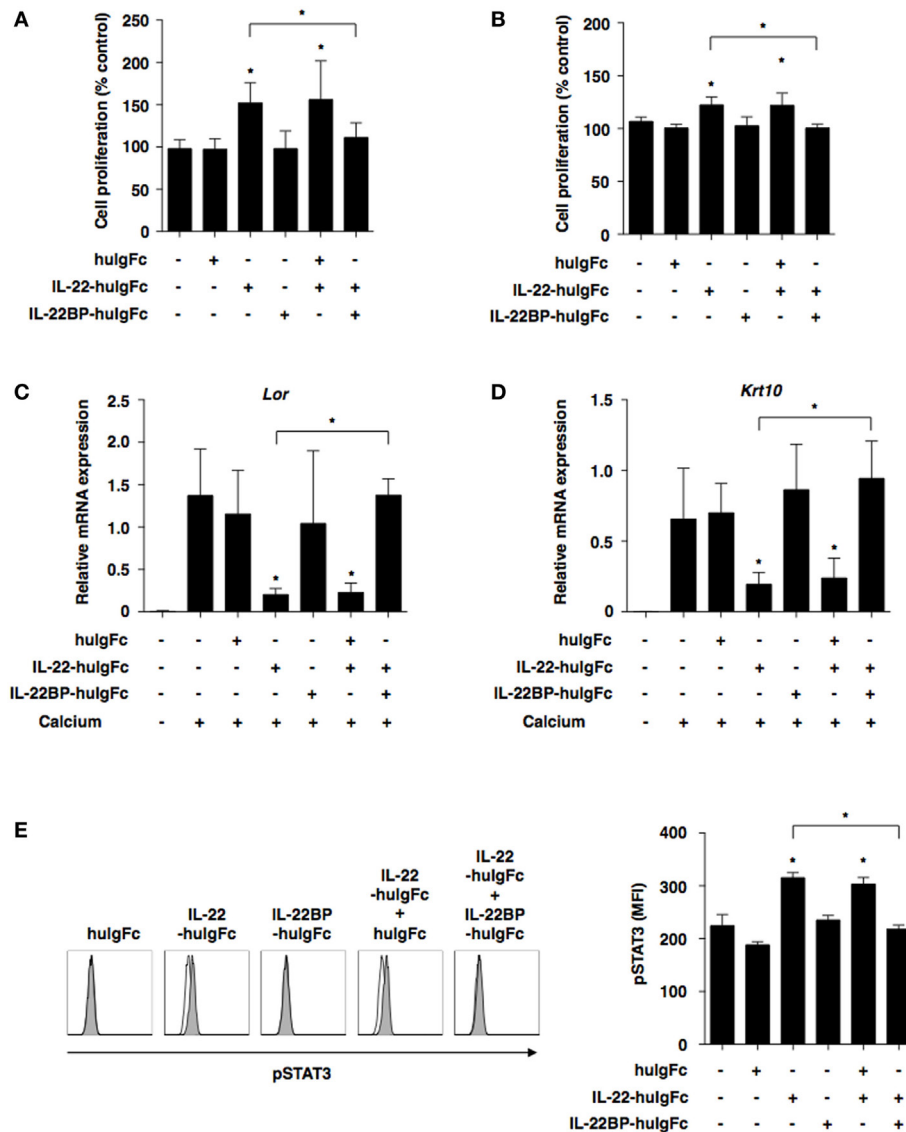 A
*
Cell proliferation (% control)
250
200
150
100
50
0
* *
huIgFc - + - - + -
IL-22-huIgFc - - + - + +
IL-22BP-huIgFc - - - + - +
B
*
Cell proliferation (% control)
200
150
100
50
0
* *
huIgFc - + - - + -
IL-22-huIgFc - - + - + +
IL-22BP-huIgFc - - - + - +
C
Lor
*
Relative mRNA expression
2.5
2.0
1.5
1.0
0.5
0
* *
huIgFc - - + - - + -
IL-22-huIgFc - - - + - + +
IL-22BP-huIgFc - - - - + - +
Calcium - + + + + + +
D
Krt10
*
Relative mRNA expression
1.5
1.0
0.5
0
* *
huIgFc - - + - - + -
IL-22-huIgFc - - - + - + +
IL-22BP-huIgFc - - - - + - +
Calcium - + + + + + +
E
huIgFc
IL-22
-huIgFc
IL-22BP
-huIgFc
IL-22
-huIgFc
+
huIgFc
IL-22
-huIgFc
+
IL-22BP
-huIgFc
pSTAT3
*
pSTAT3 (MFI)
400
300
200
100
0
* *
huIgFc - + - - + -
IL-22-huIgFc - - + - + +
IL-22BP-huIgFc - - - + - +